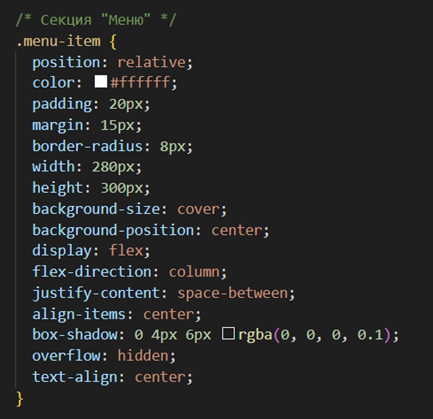 /* Секция "Меню" */
.menu-item {
position: relative;
color: #ffffff;
padding: 20px;
margin: 15px;
border-radius: 8px;
width: 280px;
height: 300px;
background-size: cover;
background-position: center;
display: flex;
flex-direction: column;
justify-content: space-between;
align-items: center;
box-shadow: 0 4px 6px rgba(0, 0, 0, 0.1);
overflow: hidden;
text-align: center;
}